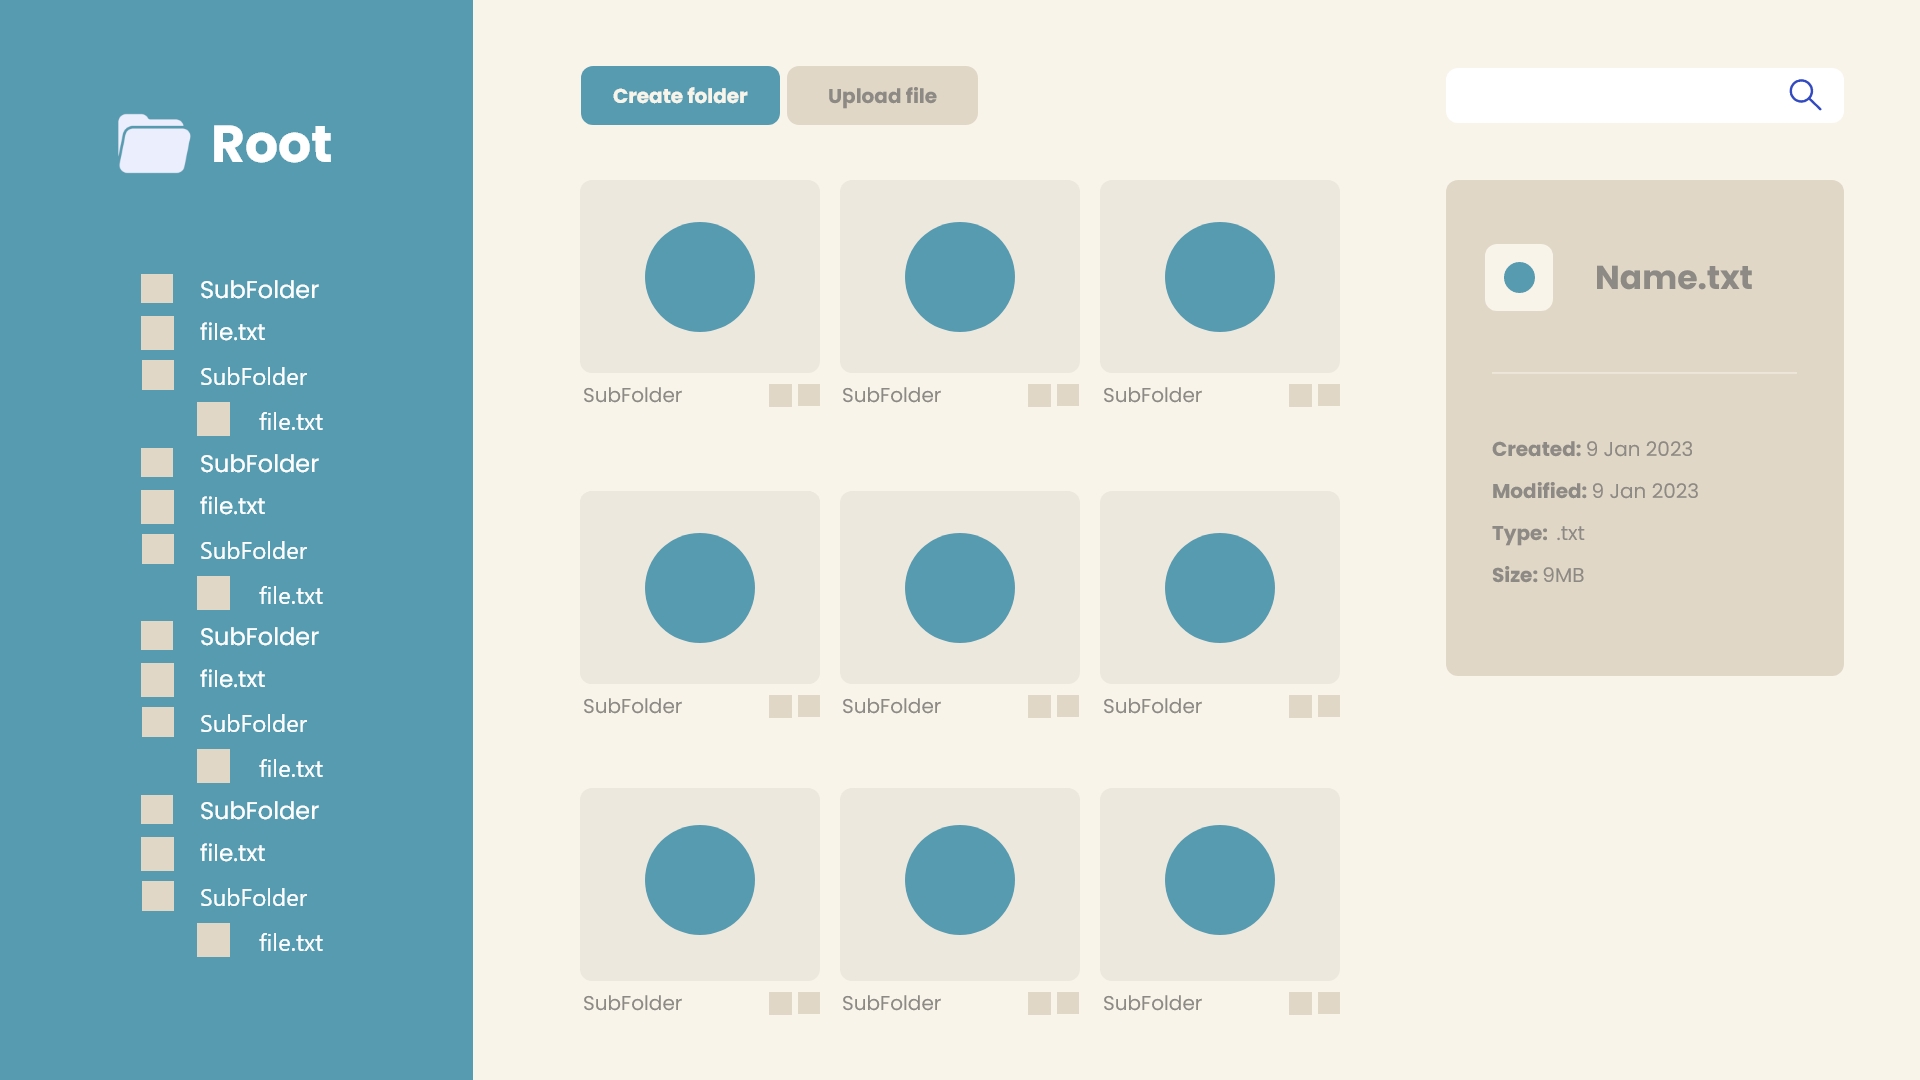 Root
SubFolder
file.txt
SubFolder
file.txt
SubFolder
file.txt
SubFolder
file.txt
SubFolder
file.txt
SubFolder
file.txt
SubFolder
file.txt
SubFolder
file.txt
Create folder Upload file
SubFolder SubFolder SubFolder
SubFolder SubFolder SubFolder
SubFolder SubFolder SubFolder
Name.txt
Created: 9 Jan 2023
Modified: 9 Jan 2023
Type: .txt
Size: 9MB